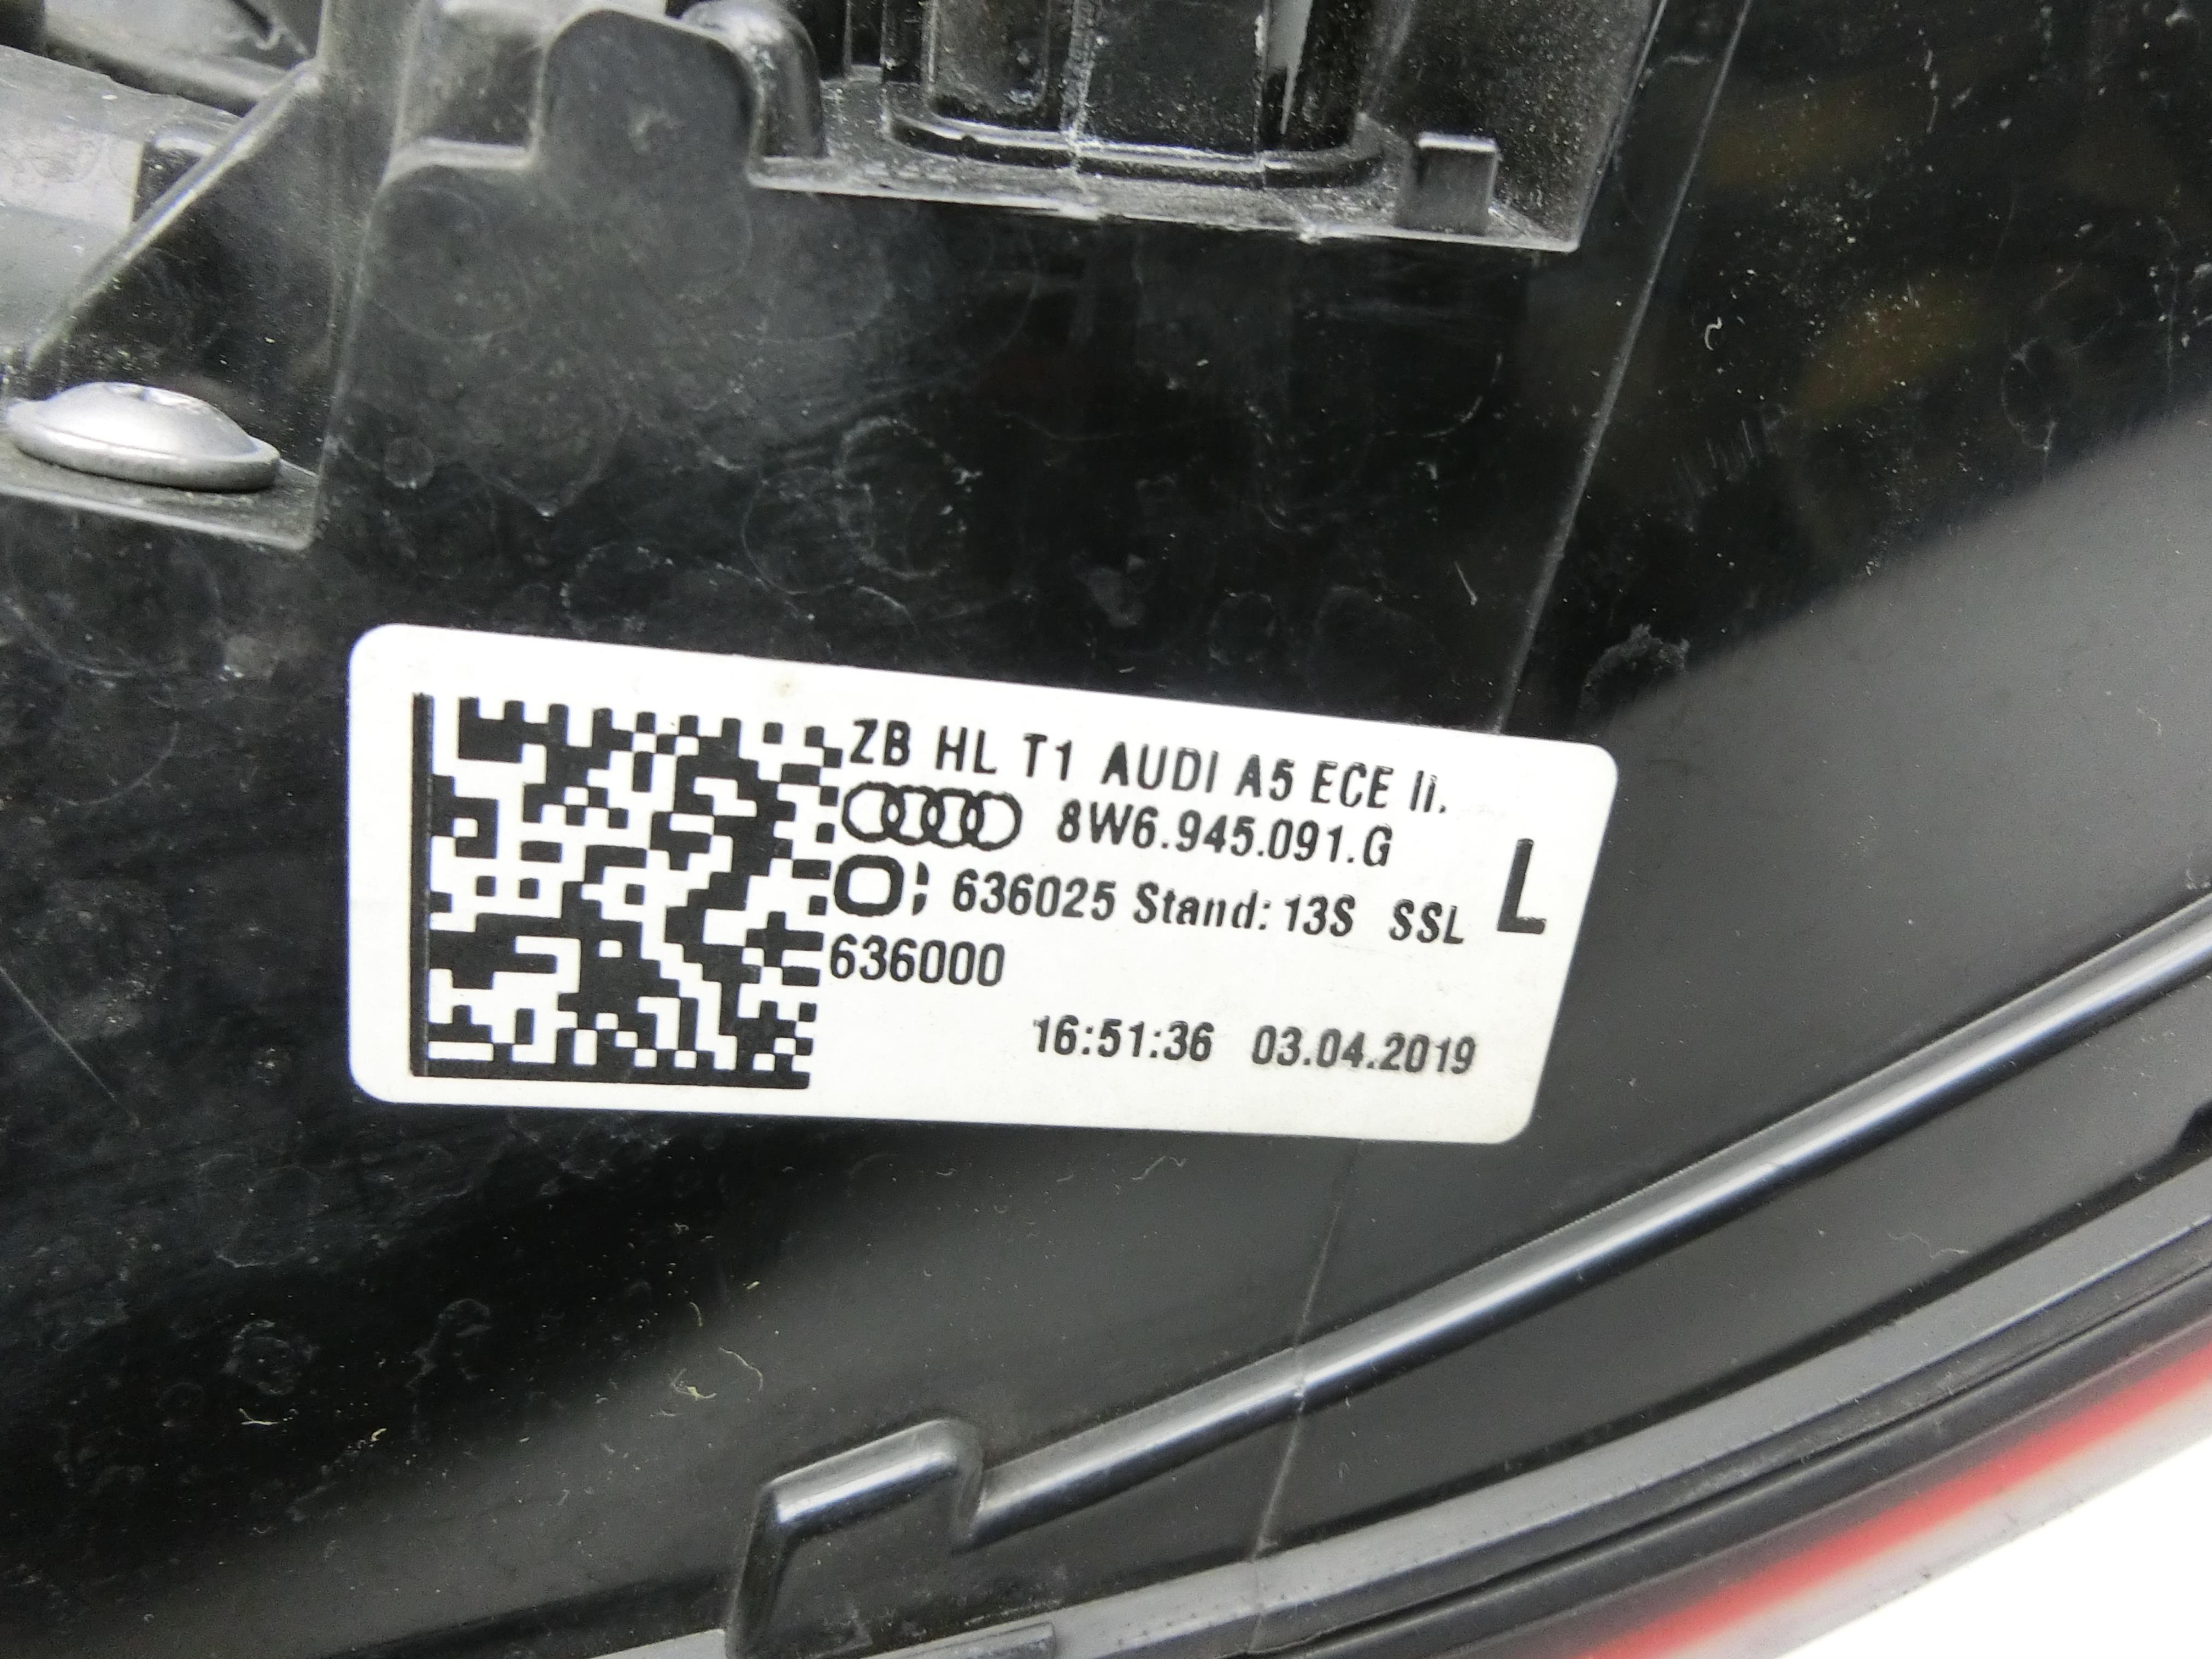 ZB HL T1 AUDI A5 ECE li.
8W6.945.091.G
L
636025 Stand: 13S SSL
636000
16:51:36 03.04.2019